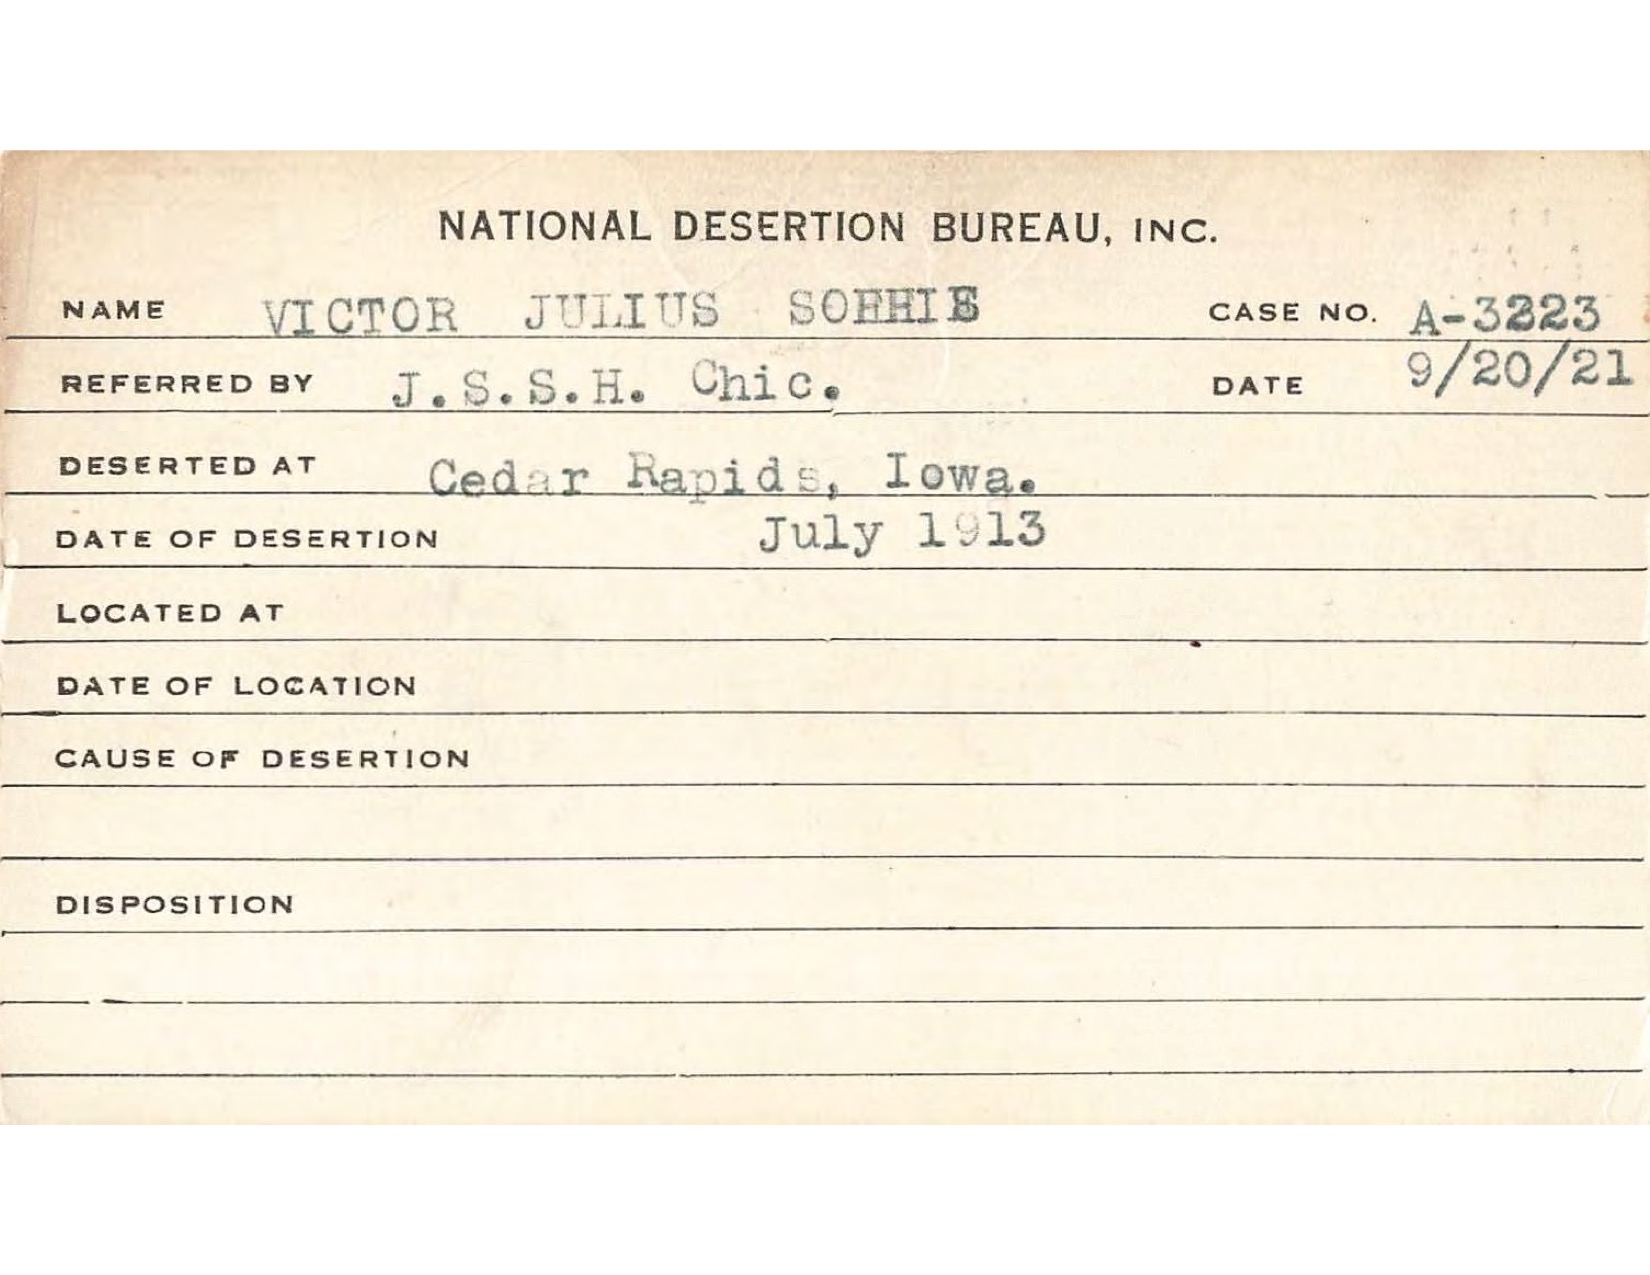 NATIONAL DESERTION BUREAU, INC.
NAME VICTOR JULIUS SOPHIE CASE NO. A-3223
REFERRED BY J.S.S.H. Chic. DATE 9/20/21
DESERTED AT Cedar Rapids, Iowa.
DATE OF DESERTION July 1913
LOCATED AT
DATE OF LOCATION
CAUSE OF DESERTION
DISPOSITION